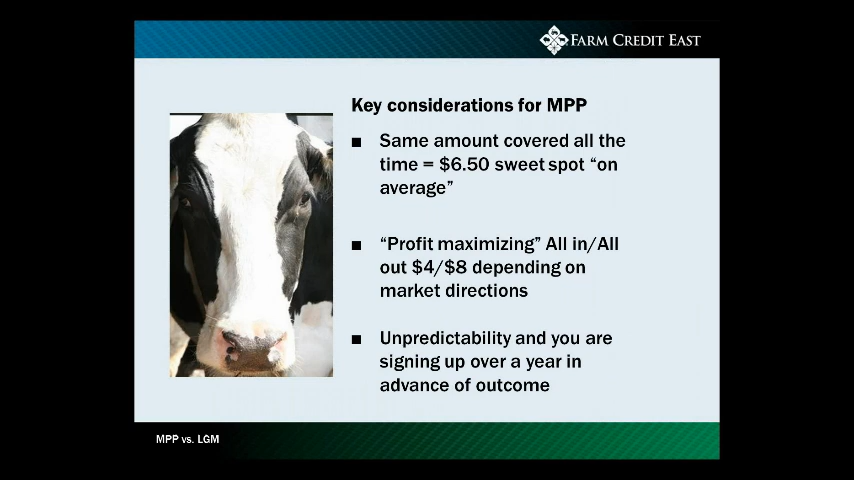 FARM CREDIT EAST
Key considerations for MPP
■ Same amount covered all the
time = $6.50 sweet spot “on
average”
■ “Profit maximizing” All in/All
out $4/$8 depending on
market directions
■ Unpredictability and you are
signing up over a year in
advance of outcome
MPP vs. LGM